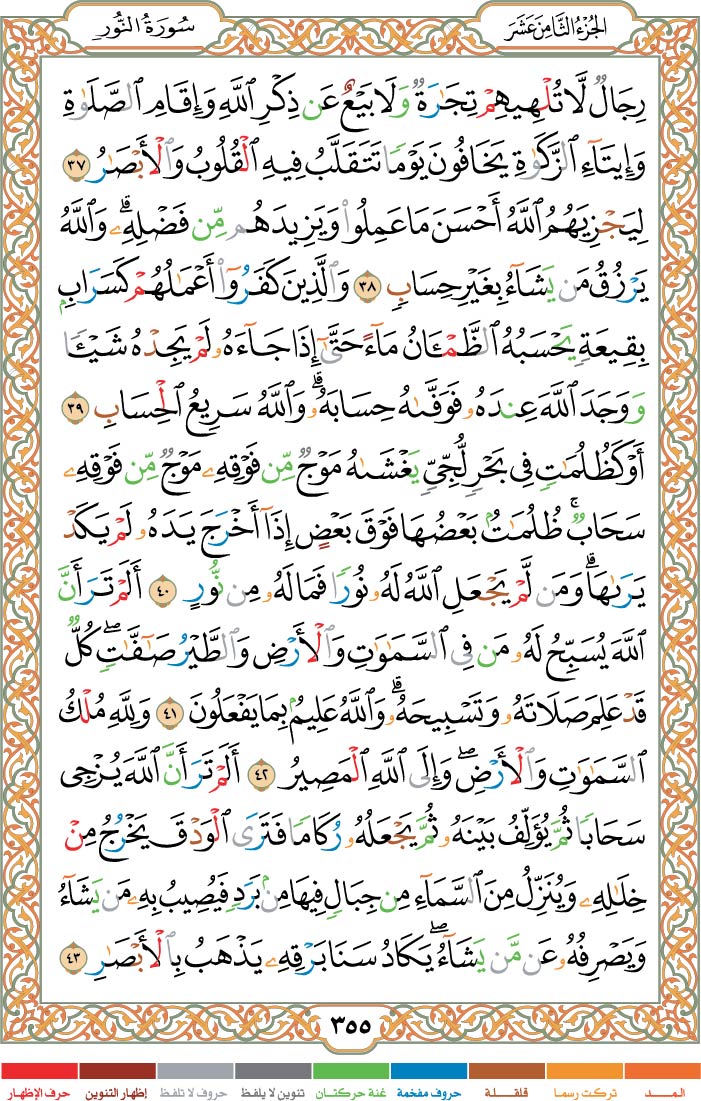 الجُزْءُ الثَّامِنَ عَشَرَ
سُورَةُ النُّورِ
رِجَالٌ لَّا تُلْهِيهِمْ تِجَٰرَةٌ وَلَا بَيْعٌ عَن ذِكْرِ ٱللَّهِ وَإِقَامِ ٱلصَّلَوٰةِ
وَإِيتَآءِ ٱلزَّكَوٰةِ يَخَافُونَ يَوْمًا تَتَقَلَّبُ فِيهِ ٱلْقُلُوبُ وَٱلْأَبْصَٰرُ ٣٧
لِيَجْزِيَهُمُ ٱللَّهُ أَحْسَنَ مَا عَمِلُوا۟ وَيَزِيدَهُم مِّن فَضْلِهِۦ ۗ وَٱللَّهُ
يَرْزُقُ مَن يَشَآءُ بِغَيْرِ حِسَابٍ ٣٨ وَٱلَّذِينَ كَفَرُوٓا۟ أَعْمَٰلُهُمْ كَسَرَابٍۭ
بِقِيعَةٍ يَحْسَبُهُ ٱلظَّمْـَٔانُ مَآءً حَتَّىٰٓ إِذَا جَآءَهُۥ لَمْ يَجِدْهُ شَيْـًٔا
وَوَجَدَ ٱللَّهَ عِندَهُۥ فَوَفَّىٰهُ حِسَابَهُۥ ۗ وَٱللَّهُ سَرِيعُ ٱلْحِسَابِ ٣٩
أَوْ كَظُلُمَٰتٍ فِى بَحْرٍ لُّجِّىٍّ يَغْشَىٰهُ مَوْجٌ مِّن فَوْقِهِۦ مَوْجٌ مِّن فَوْقِهِۦ
سَحَابٌ ۚ ظُلُمَٰتٌۢ بَعْضُهَا فَوْقَ بَعْضٍ إِذَآ أَخْرَجَ يَدَهُۥ لَمْ يَكَدْ
يَرَىٰهَا ۗ وَمَن لَّمْ يَجْعَلِ ٱللَّهُ لَهُۥ نُورًا فَمَا لَهُۥ مِن نُّورٍ ٤٠ أَلَمْ تَرَ أَنَّ
ٱللَّهَ يُسَبِّحُ لَهُۥ مَن فِى ٱلسَّمَٰوَٰتِ وَٱلْأَرْضِ وَٱلطَّيْرُ صَٰٓفَّٰتٍ ۖ كُلٌّ
قَدْ عَلِمَ صَلَاتَهُۥ وَتَسْبِيحَهُۥ ۗ وَٱللَّهُ عَلِيمٌۢ بِمَا يَفْعَلُونَ ٤١ وَلِلَّهِ مُلْكُ
ٱلسَّمَٰوَٰتِ وَٱلْأَرْضِ ۖ وَإِلَى ٱللَّهِ ٱلْمَصِيرُ ٤٢ أَلَمْ تَرَ أَنَّ ٱللَّهَ يُزْجِى
سَحَابًا ثُمَّ يُؤَلِّفُ بَيْنَهُۥ ثُمَّ يَجْعَلُهُۥ رُكَامًا فَتَرَى ٱلْوَدْقَ يَخْرُجُ مِنْ
خِلَٰلِهِۦ وَيُنَزِّلُ مِنَ ٱلسَّمَآءِ مِن جِبَالٍ فِيهَا مِنۢ بَرَدٍ فَيُصِيبُ بِهِۦ مَن يَشَآءُ
وَيَصْرِفُهُۥ عَن مَّن يَشَآءُ ۖ يَكَادُ سَنَا بَرْقِهِۦ يَذْهَبُ بِٱلْأَبْصَٰرِ ٤٣
٣٥٥
المـــد تركت رسما قلقــلة حروف مفخمة غنة حركتان تنوين لا يلفظ حروف لا تلفظ إظهار التنوين حرف الإظهار